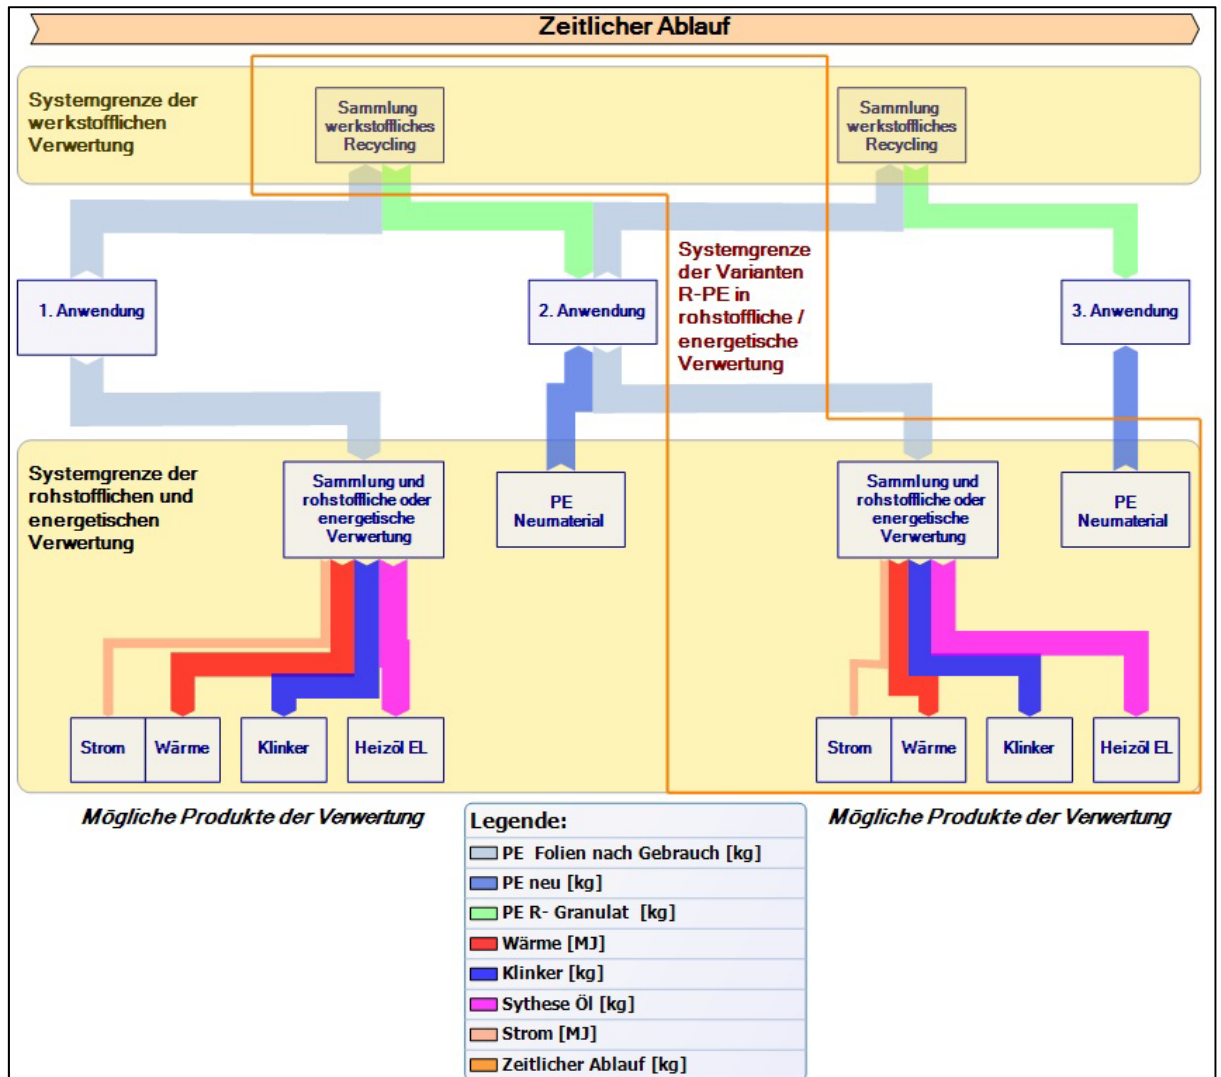 Zeitlicher Ablauf
Systemgrenze der
werkstofflichen
Verwertung
Sammlung
werkstoffliches
Recycling
Sammlung
werkstoffliches
Recycling
1. Anwendung
2. Anwendung
Systemgrenze
der Varianten
R-PE in
rohstoffliche /
energetische
Verwertung
3. Anwendung
Systemgrenze der
rohstofflichen und
energetischen
Verwertung
Sammlung und
rohstoffliche oder
energetische
Verwertung
PE
Neumaterial
Sammlung und
rohstoffliche oder
energetische
Verwertung
PE
Neumaterial
Strom
Wärme
Klinker
Heizöl EL
Strom
Wärme
Klinker
Heizöl EL
Mögliche Produkte der Verwertung
Mögliche Produkte der Verwertung
Legende:
PE Folien nach Gebrauch [kg]
PE neu [kg]
PE R- Granulat [kg]
Wärme [MJ]
Klinker [kg]
Sythese Öl [kg]
Strom [MJ]
Zeitlicher Ablauf [kg]